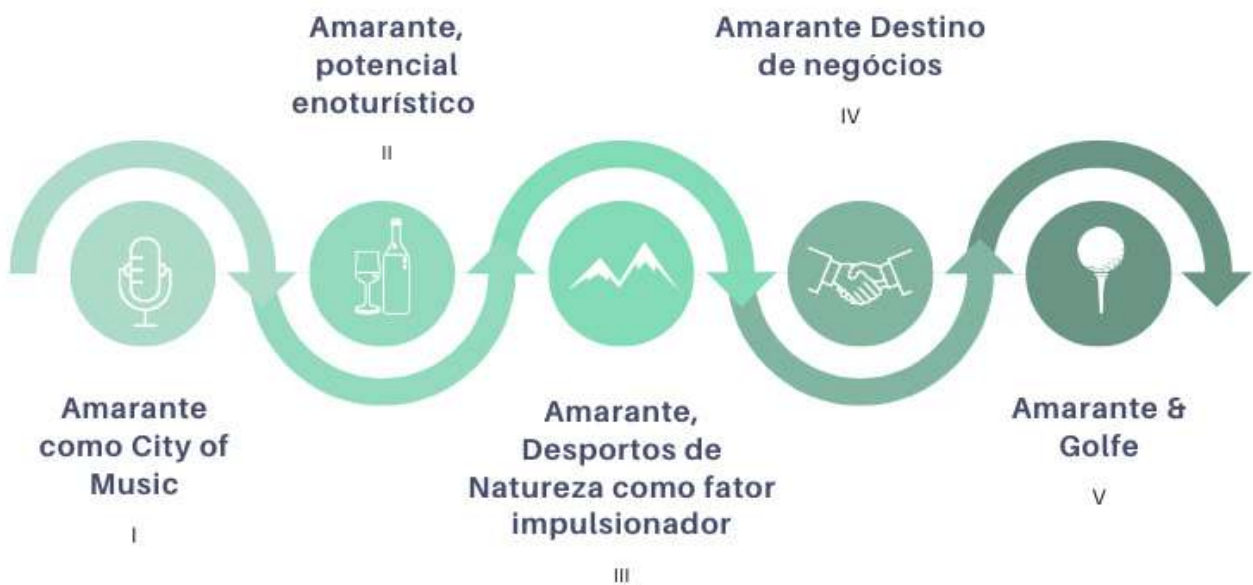 Amarante
como City of
Music
I
Amarante,
potencial
enoturístico
II
Amarante,
Desportos de
Natureza como fator
impulsionador
III
Amarante Destino
de negócios
IV
Amarante &
Golfe
V